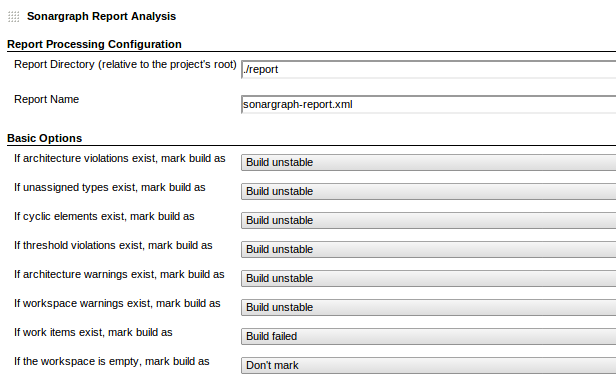 Sonargraph Report Analysis
Report Processing Configuration
Report Directory (relative to the project's root) ./report
Report Name sonargraph-report.xml
Basic Options
If architecture violations exist, mark build as Build unstable
If unassigned types exist, mark build as Build unstable
If cyclic elements exist, mark build as Build unstable
If threshold violations exist, mark build as Build unstable
If architecture warnings exist, mark build as Build unstable
If workspace warnings exist, mark build as Build unstable
If work items exist, mark build as Build failed
If the workspace is empty, mark build as Don't mark